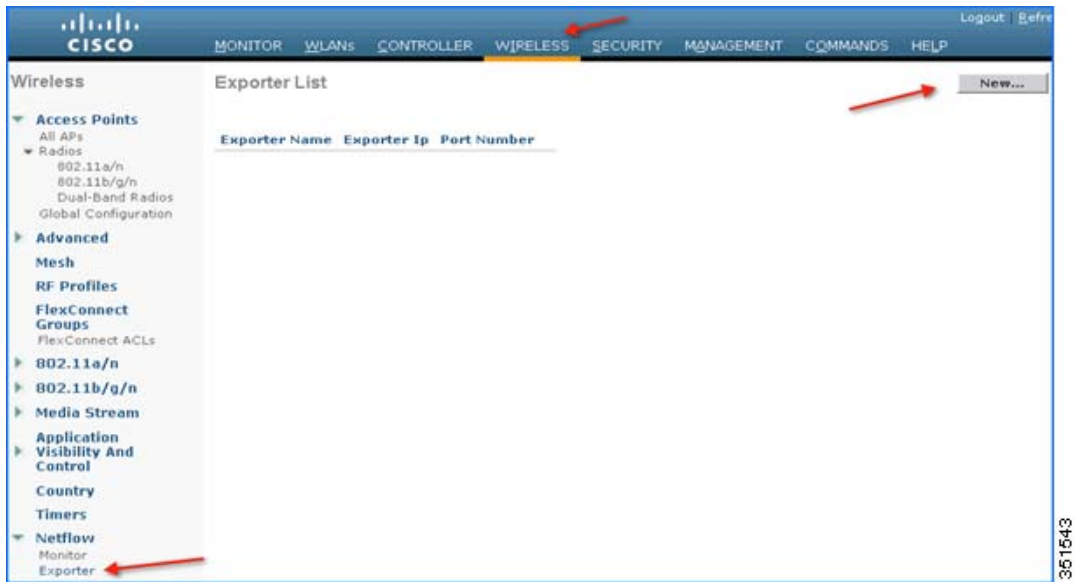 Logout Refre
CISCO
MONITOR WLANs CONTROLLER WIRELESS SECURITY MANAGEMENT COMMANDS HELP
Wireless
Exporter List
New...
Exporter Name Exporter Ip Port Number
Access Points
All APs
Radios
802.11a/n
802.11b/g/n
Dual-Band Radios
Global Configuration
Advanced
Mesh
RF Profiles
FlexConnect
Groups
FlexConnect ACLs
802.11a/n
802.11b/g/n
Media Stream
Application
Visibility And
Control
Country
Timers
Netflow
Monitor
Exporter
351543